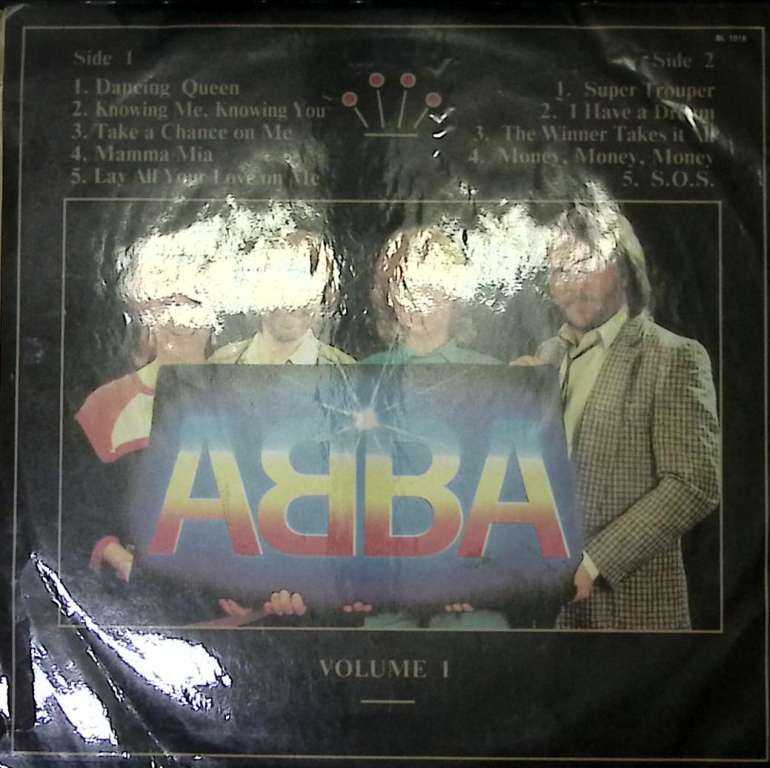 BL 1018
Side 1
1. Dancing Queen
2. Knowing Me, Knowing You
3. Take a Chance on Me
4. Mamma Mia
5. Lay All Your Love on Me
Side 2
1. Super Trouper
2. I Have a Dream
3. The Winner Takes it All
4. Money, Money, Money
5. S.O.S.
ABBA
VOLUME 1